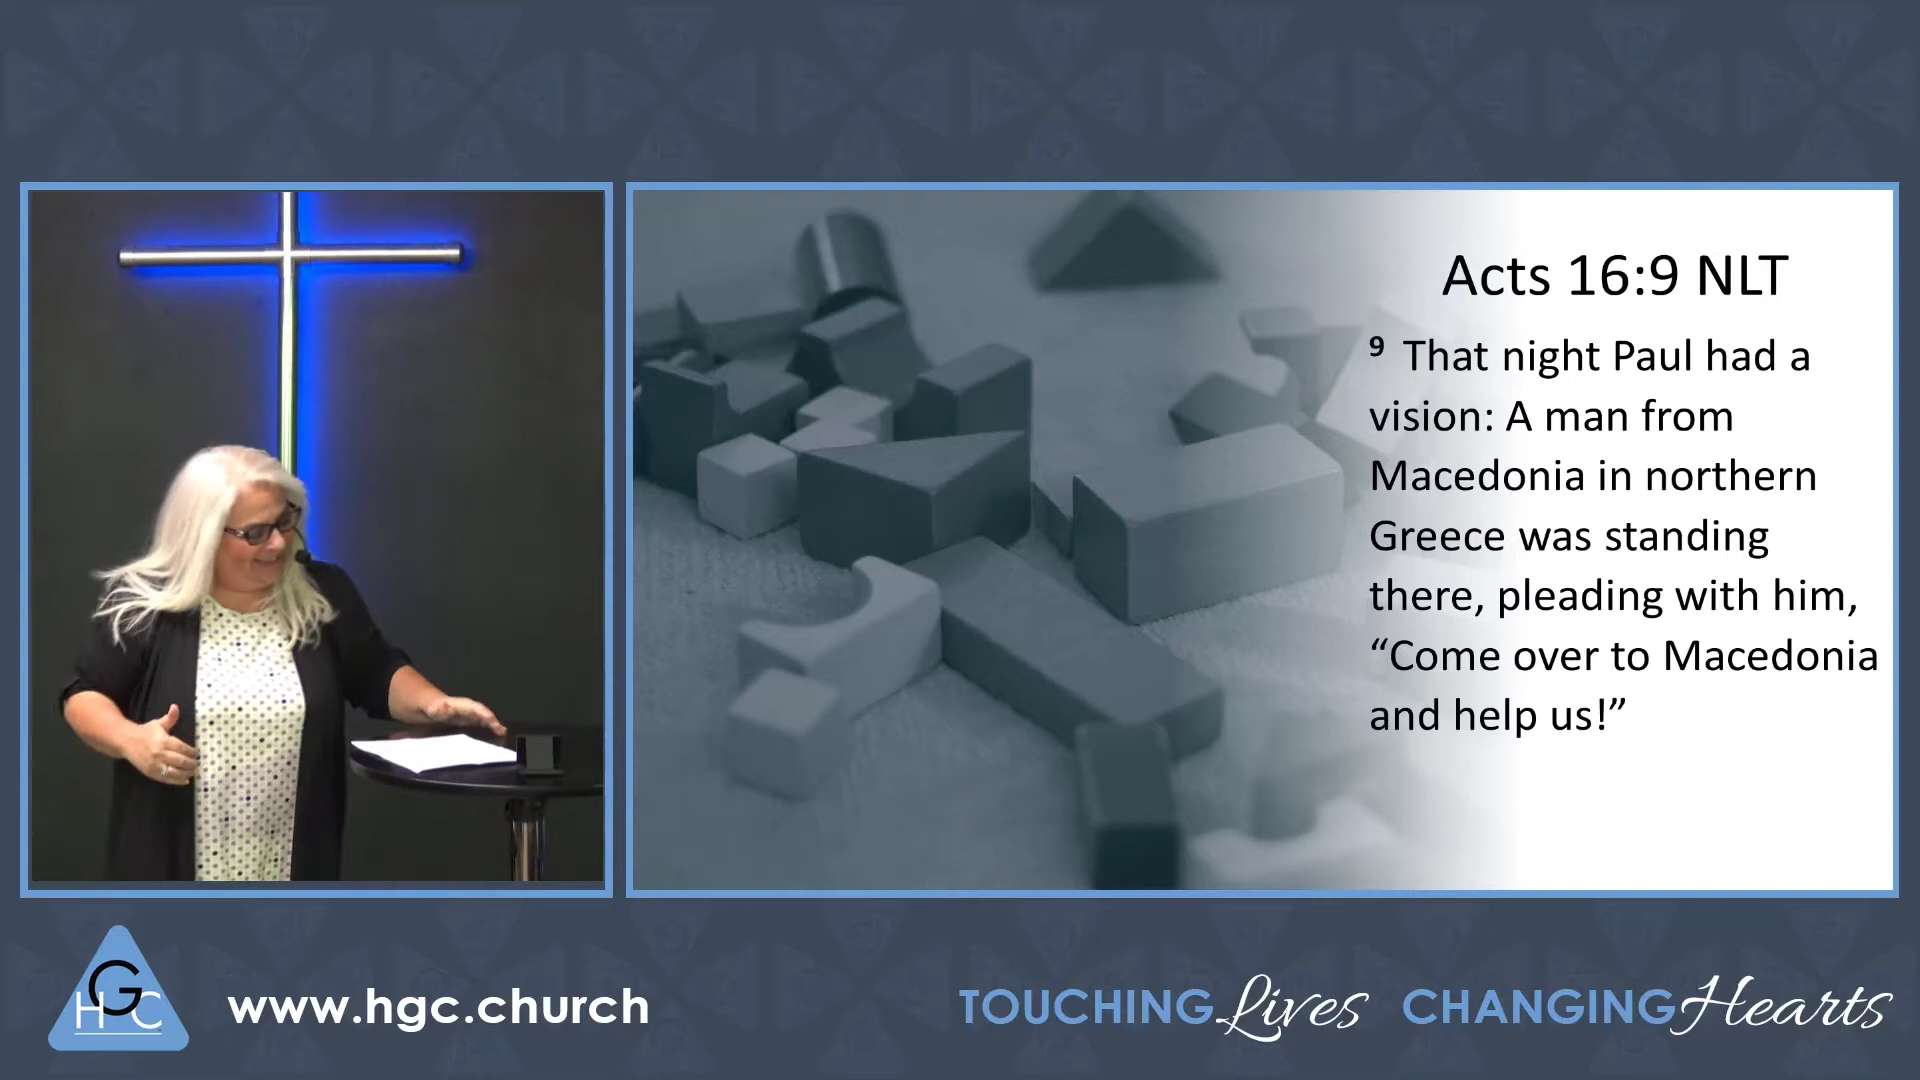 Acts 16:9 NLT
9 That night Paul had a
vision: A man from
Macedonia in northern
Greece was standing
there, pleading with him,
“Come over to Macedonia
and help us!”
HGC
www.hgc.church
TOUCHING Lives CHANGING Hearts